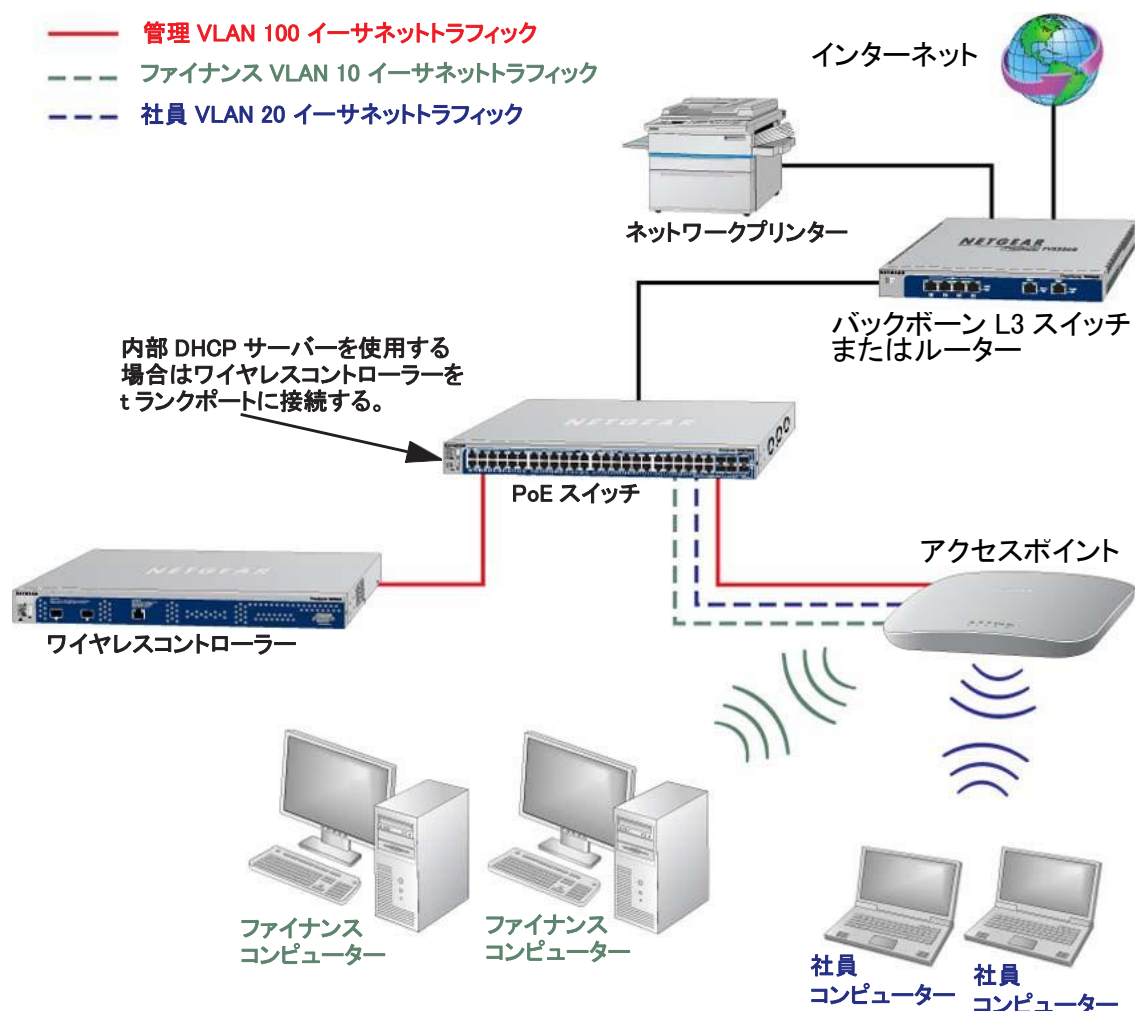 管理 VLAN 100 イーサネットトラフィック
ファイナンス VLAN 10 イーサネットトラフィック
社員 VLAN 20 イーサネットトラフィック
インターネット
ネットワークプリンター
NETGEAR
バックボーン L3 スイッチ
またはルーター
内部 DHCP サーバーを使用する
場合はワイヤレスコントローラーを
t ランクポートに接続する。
NETGEAR
PoE スイッチ
アクセスポイント
NETGEAR
ワイヤレスコントローラー
ファイナンス
コンピューター
ファイナンス
コンピューター
社員
コンピューター
社員
コンピューター